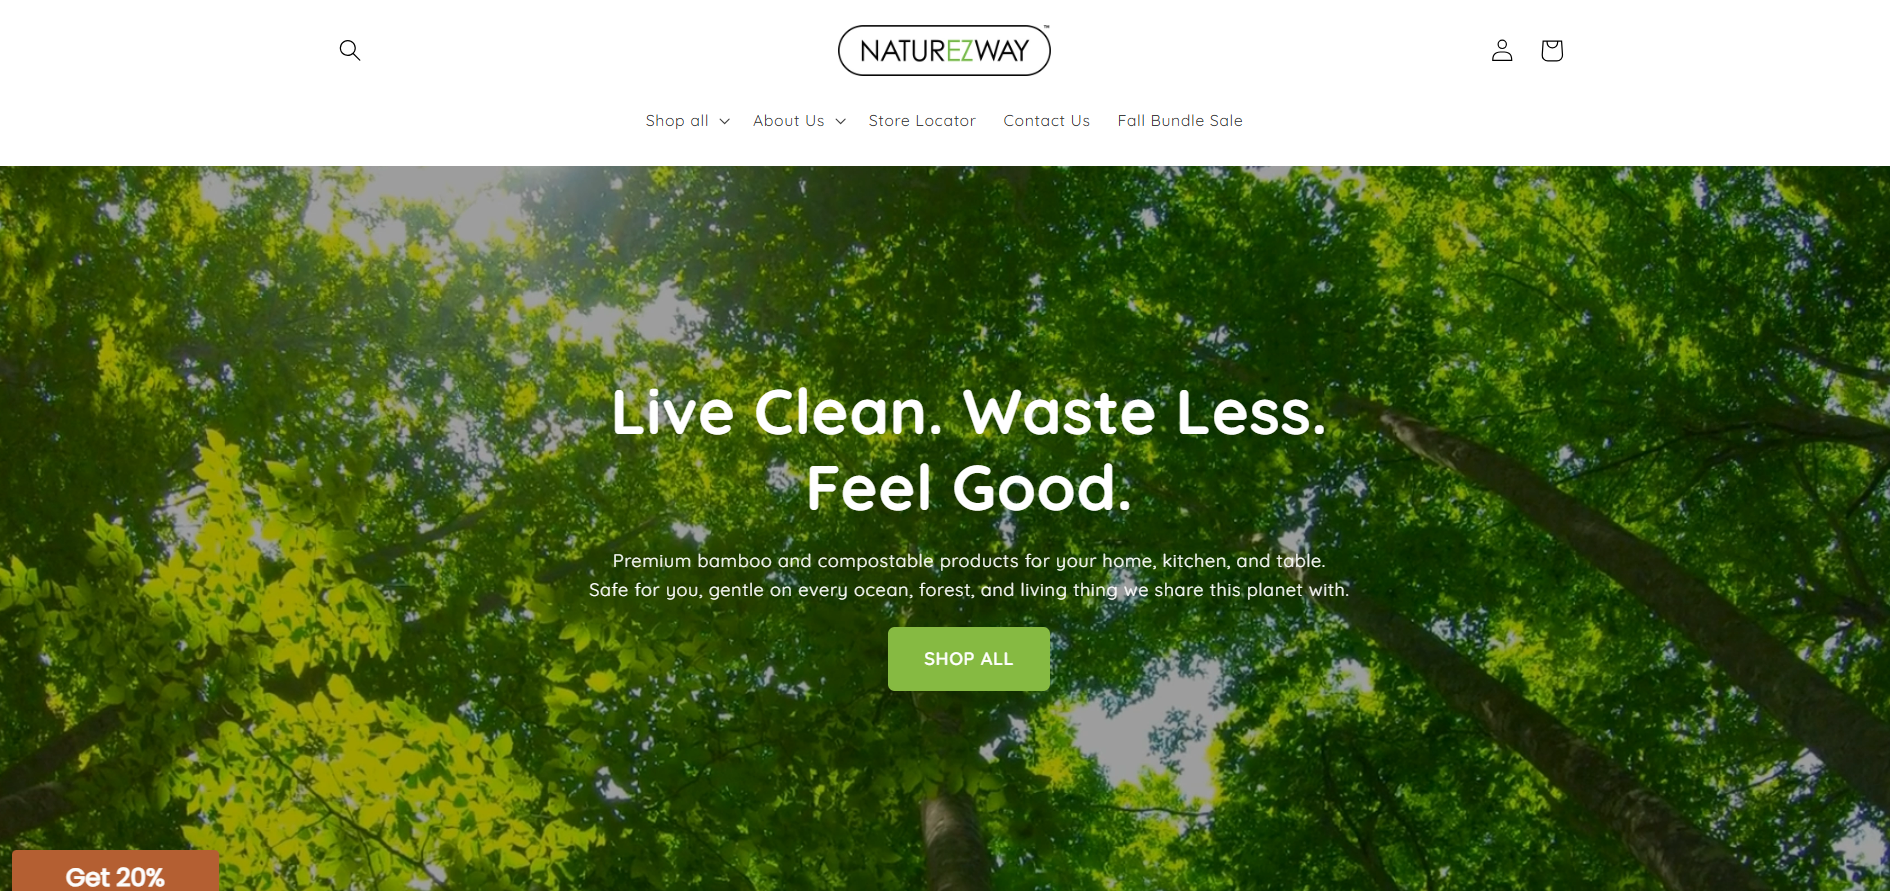 NATUREZWAY™
Shop all
About Us
Store Locator
Contact Us
Fall Bundle Sale
Live Clean. Waste Less.
Feel Good.
Premium bamboo and compostable products for your home, kitchen, and table.
Safe for you, gentle on every ocean, forest, and living thing we share this planet with.
SHOP ALL
Get 20%